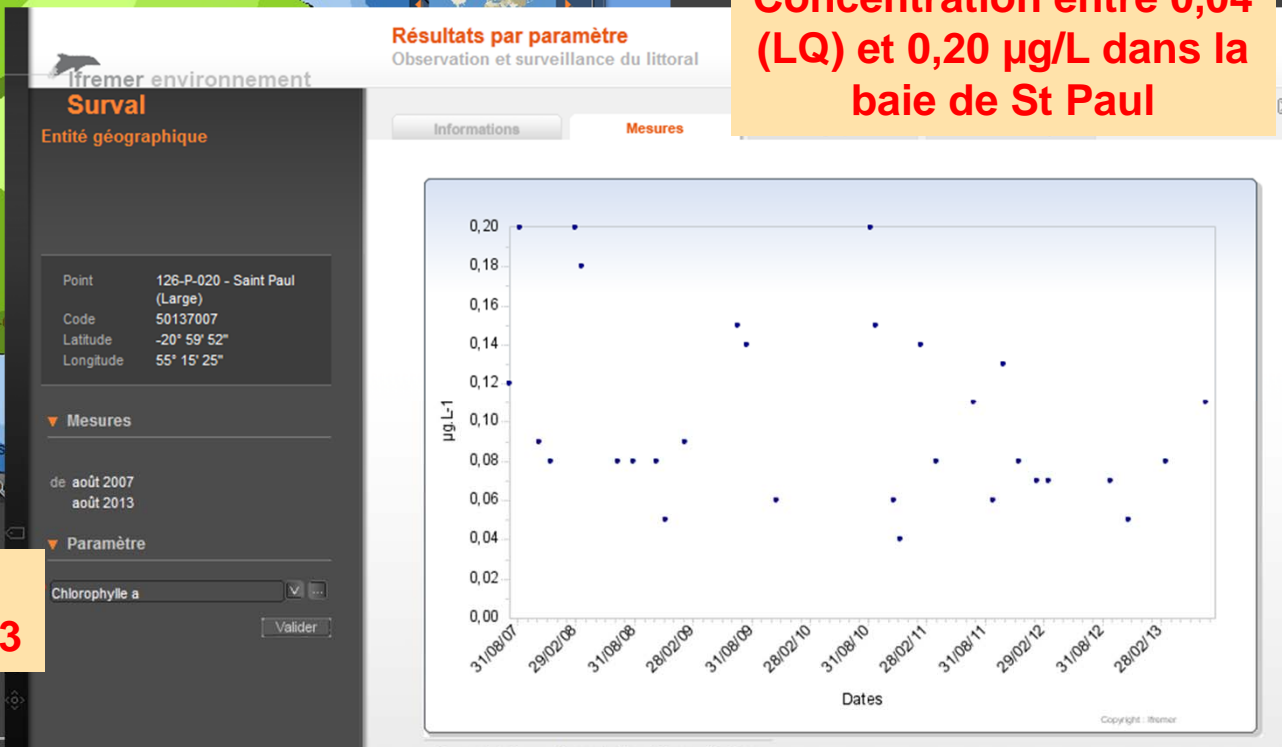 Concentration entre 0,04
(LQ) et 0,20 µg/L dans la
baie de St Paul
Résultats par paramètre
Observation et surveillance du littoral
Ifremer environnement
Surval
Entité géographique
Informations
Mesures
Point 126-P-020 - Saint Paul
(Large)
Code 50137007
Latitude -20° 59' 52"
Longitude 55° 15' 25"
Mesures
de août 2007
août 2013
Paramètre
Chlorophylle a
V ...
Valider
3
0,20
0,18
0,16
0,14
0,12
0,10
0,08
0,06
0,04
0,02
0,00
µg.L-1
31/08/07
29/02/08
31/08/08
28/02/09
31/08/09
28/02/10
31/08/10
28/02/11
31/08/11
29/02/12
31/08/12
28/02/13
Dates
Copyright : Ifremer